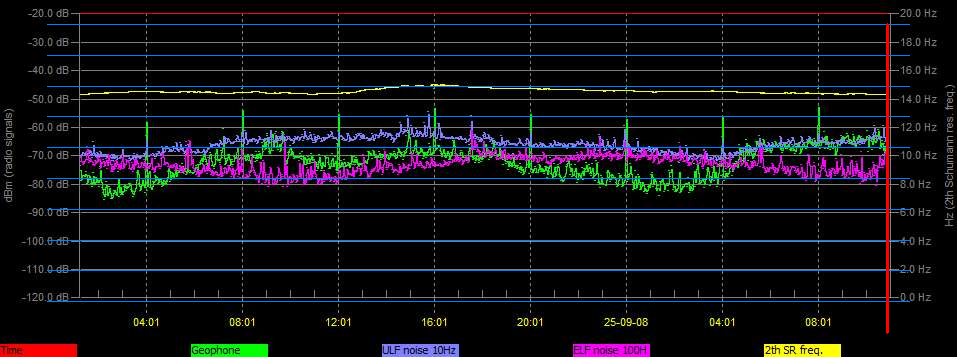 -20.0 dB 20.0 Hz
-30.0 dB 18.0 Hz
-40.0 dB 16.0 Hz
-50.0 dB 14.0 Hz
-60.0 dB 12.0 Hz
-70.0 dB 10.0 Hz
-80.0 dB 8.0 Hz
-90.0 dB 6.0 Hz
-100.0 dB 4.0 Hz
-110.0 dB 2.0 Hz
-120.0 dB 0.0 Hz
dBm (radio signals)
Hz (2th Schumann res. freq.)
04:01 08:01 12:01 16:01 20:01 25-09-08 04:01 08:01
Time Geophone ULF noise 10Hz ELF noise 100H 2th SR freq.